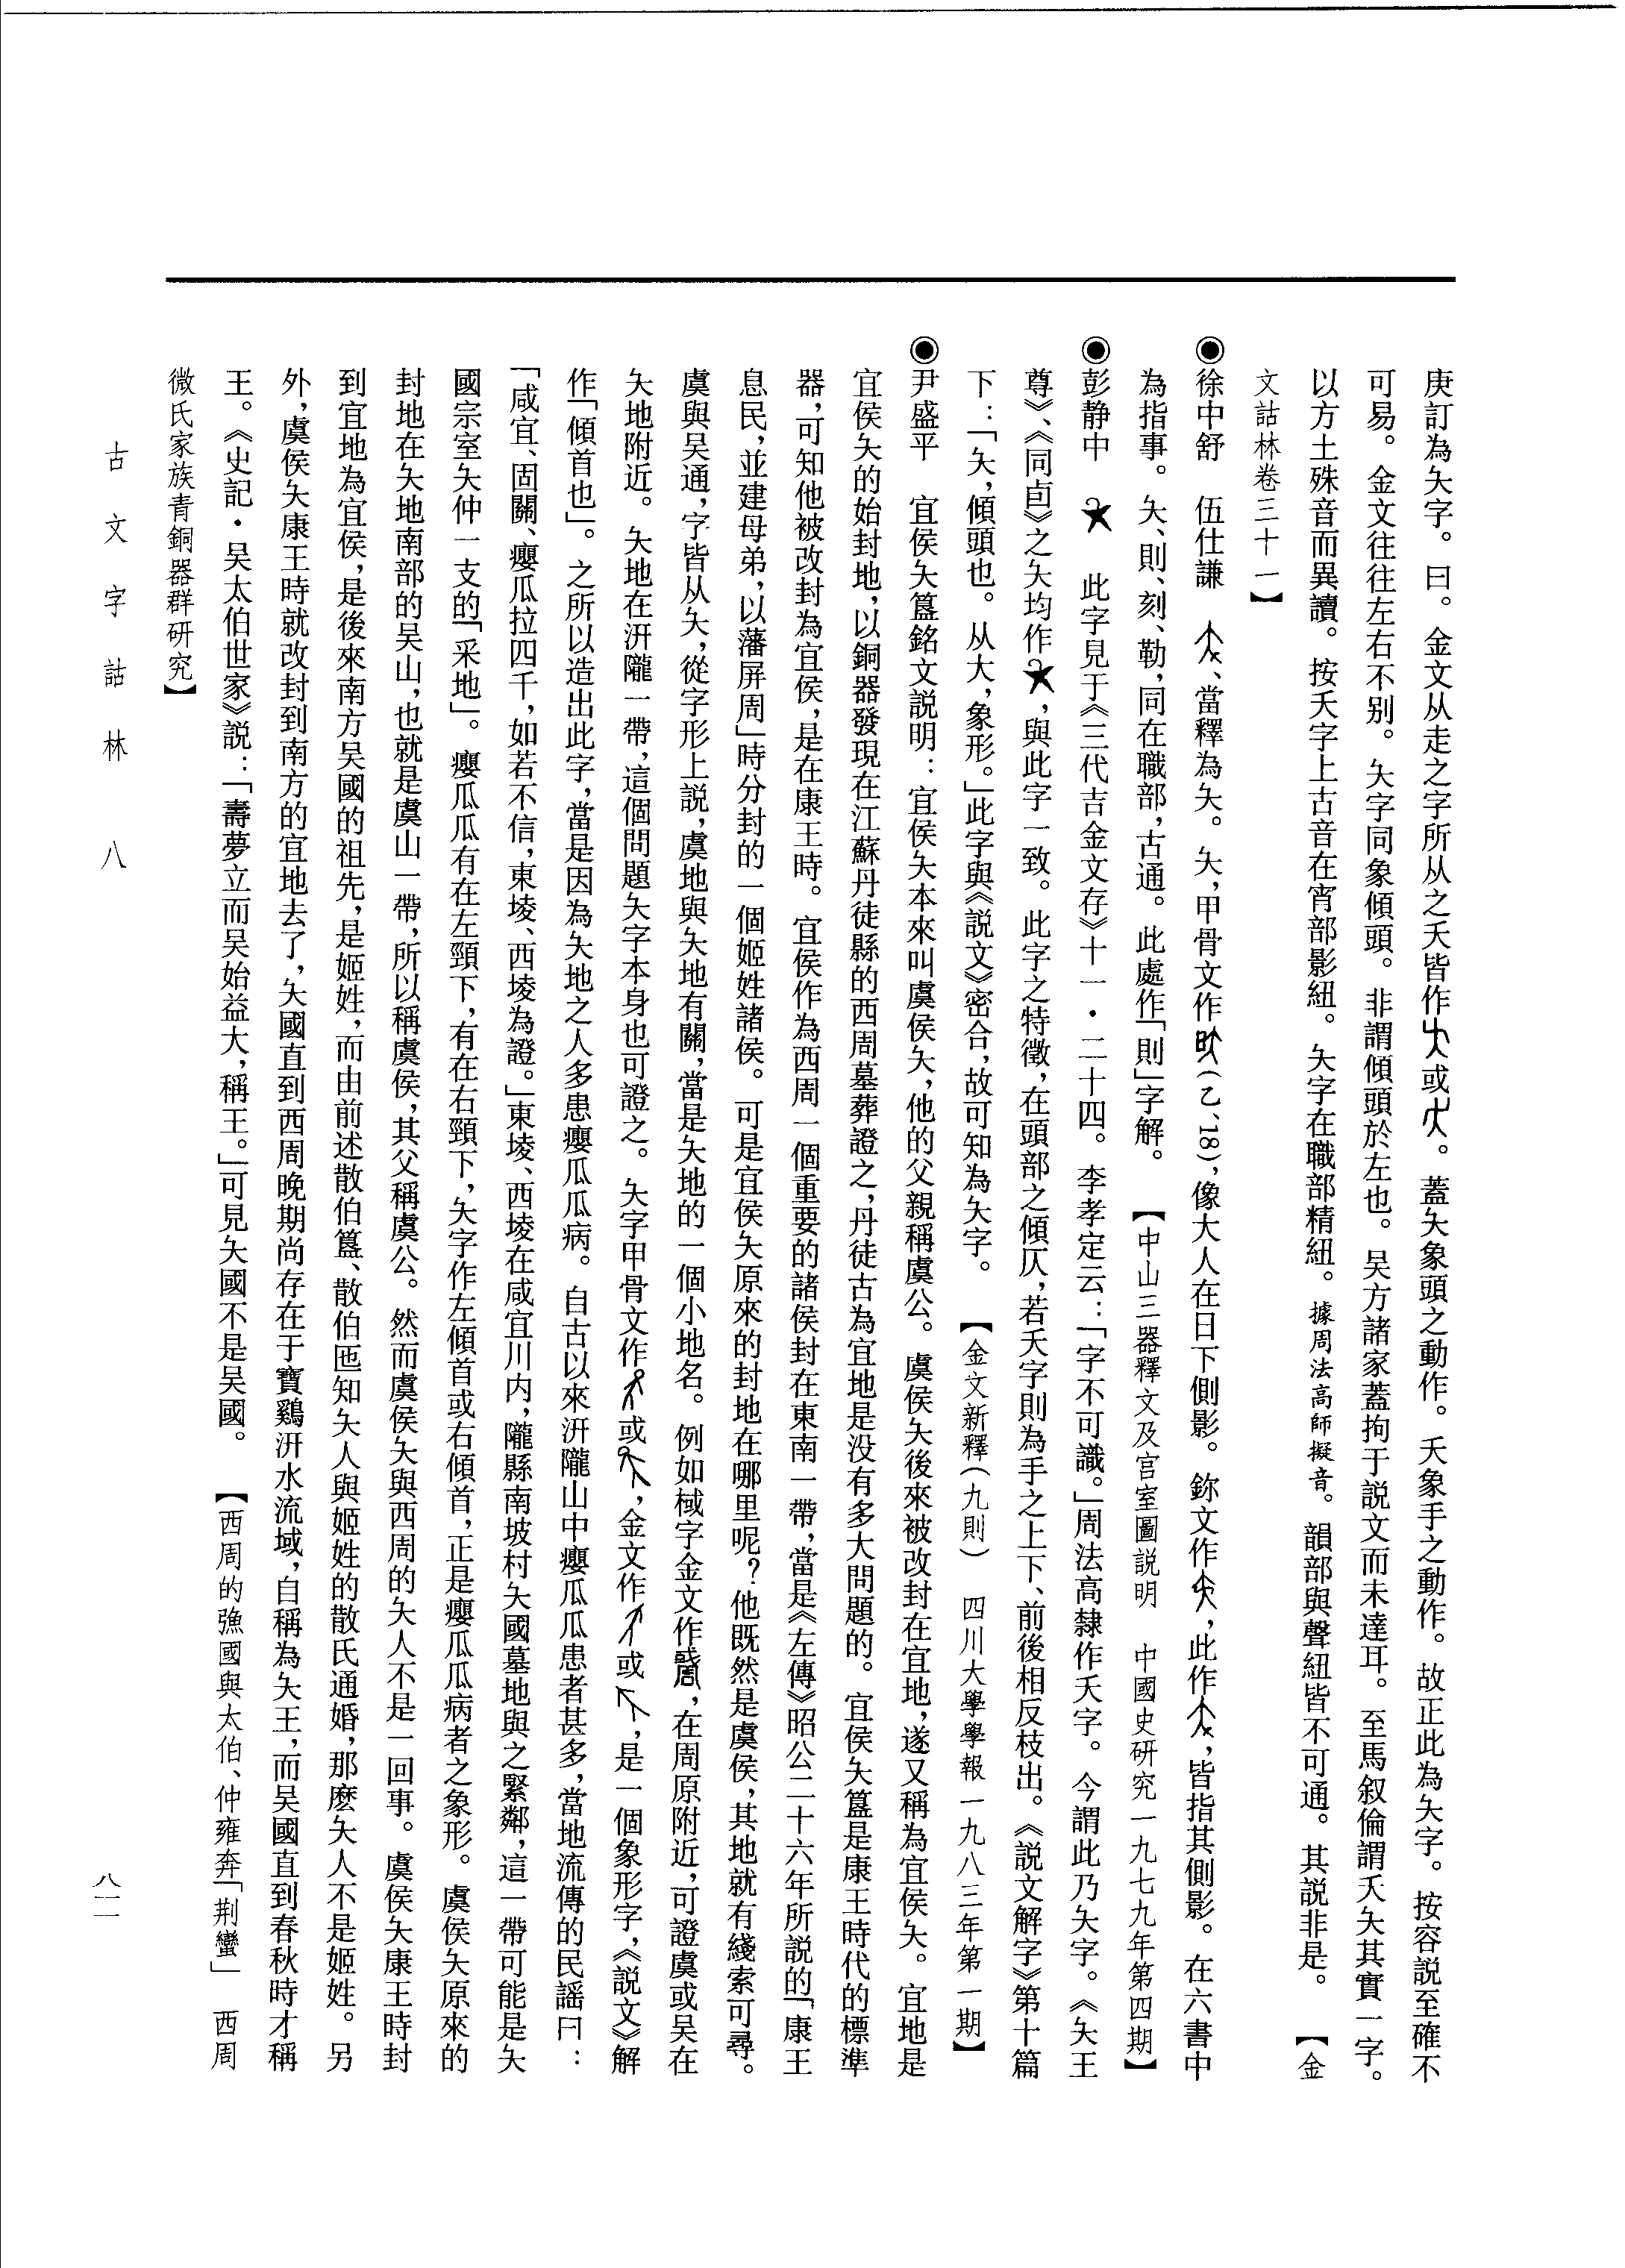 庚訂為夨字。曰。金文从走之字所从之夭皆作或。蓋夨象頭之動作。夭象手之動作。故正此為夨字。按容説至確不
可易。金文往往左右不别。夨字同象傾頭。非謂傾頭於左也。吴方諸家蓋拘于説文而未達耳。至馬叙倫謂夭夨其實一字。
以方土殊音而異讀。按夭字上古音在宵部影紐。夨字在職部精紐。據周法高師擬音。韻部與聲紐皆不可通。其説非是。【金
文詁林卷三十一】
◉徐中舒 伍仕謙 、當釋為夨。夨，甲骨文作（乙、18），像大人在日下側影。鉨文作，此作，皆指其側影。在六書中
為指事。夨、則、刻、勒，同在職部，古通。此處作「則」字解。【中山三器釋文及宫室圖説明 中國史研究一九七九年第四期】
◉彭静中 此字見于《三代吉金文存》十一·二十四。李孝定云：「字不可識。」周法高隸作夭字。今謂此乃夨字。《夨王
尊》、《同卣》之夨均作，與此字一致。此字之特徵，在頭部之傾仄，若夭字則為手之上下、前後相反枝出。《説文解字》第十篇
下：「夨，傾頭也。从大，象形。」此字與《説文》密合，故可知為夨字。【金文新釋（九則） 四川大學學報一九八三年第一期】
◉尹盛平 宜侯夨簋銘文説明：宜侯夨本來叫虞侯夨，他的父親稱虞公。虞侯夨後來被改封在宜地，遂又稱為宜侯夨。宜地是
宜侯夨的始封地，以銅器發現在江蘇丹徒縣的西周墓葬證之，丹徒古為宜地是没有多大問題的。宜侯夨簋是康王時代的標準
器，可知他被改封為宜侯，是在康王時。宜侯作為西周一個重要的諸侯封在東南一帶，當是《左傳》昭公二十六年所説的「康王
息民，並建母弟，以藩屏周」時分封的一個姬姓諸侯。可是宜侯夨原來的封地在哪里呢？他既然是虞侯，其地就有綫索可尋。
虞與吴通，字皆从夨，從字形上説，虞地與夨地有關，當是夨地的一個小地名。例如棫字金文作，在周原附近，可證虞或吴在
夨地附近。夨地在汧隴一帶，這個問題夨字本身也可證之。夨字甲骨文作或，金文作或，是一個象形字，《説文》解
作「傾首也」。之所以造出此字，當是因為夨地之人多患癭瓜瓜病。自古以來汧隴山中癭瓜瓜患者甚多，當地流傳的民謡曰：
「咸宜、固關、癭瓜拉四千，如若不信，東堎、西堎為證。」東堎、西堎在咸宜川内，隴縣南坡村夨國墓地與之緊鄰，這一帶可能是夨
國宗室夨仲一支的「采地」。癭瓜瓜有在左頸下，有在右頸下，夨字作左傾首或右傾首，正是癭瓜瓜病者之象形。虞侯夨原來的
封地在夨地南部的吴山，也就是虞山一帶，所以稱虞侯，其父稱虞公。然而虞侯夨與西周的夨人不是一回事。虞侯夨康王時封
到宜地為宜侯，是後來南方吴國的祖先，是姬姓，而由前述散伯簋、散伯匜知夨人與姬姓的散氏通婚，那麽夨人不是姬姓。另
外，虞侯夨康王時就改封到南方的宜地去了，夨國直到西周晚期尚存在于寶鷄汧水流域，自稱為夨王，而吴國直到春秋時才稱
王。《史記·吴太伯世家》説：「壽夢立而吴始益大，稱王。」可見夨國不是吴國。【西周的㢭國與太伯、仲雍奔「荆蠻」 西周
微氏家族青銅器群研究】
古文字詁林 八
八一一